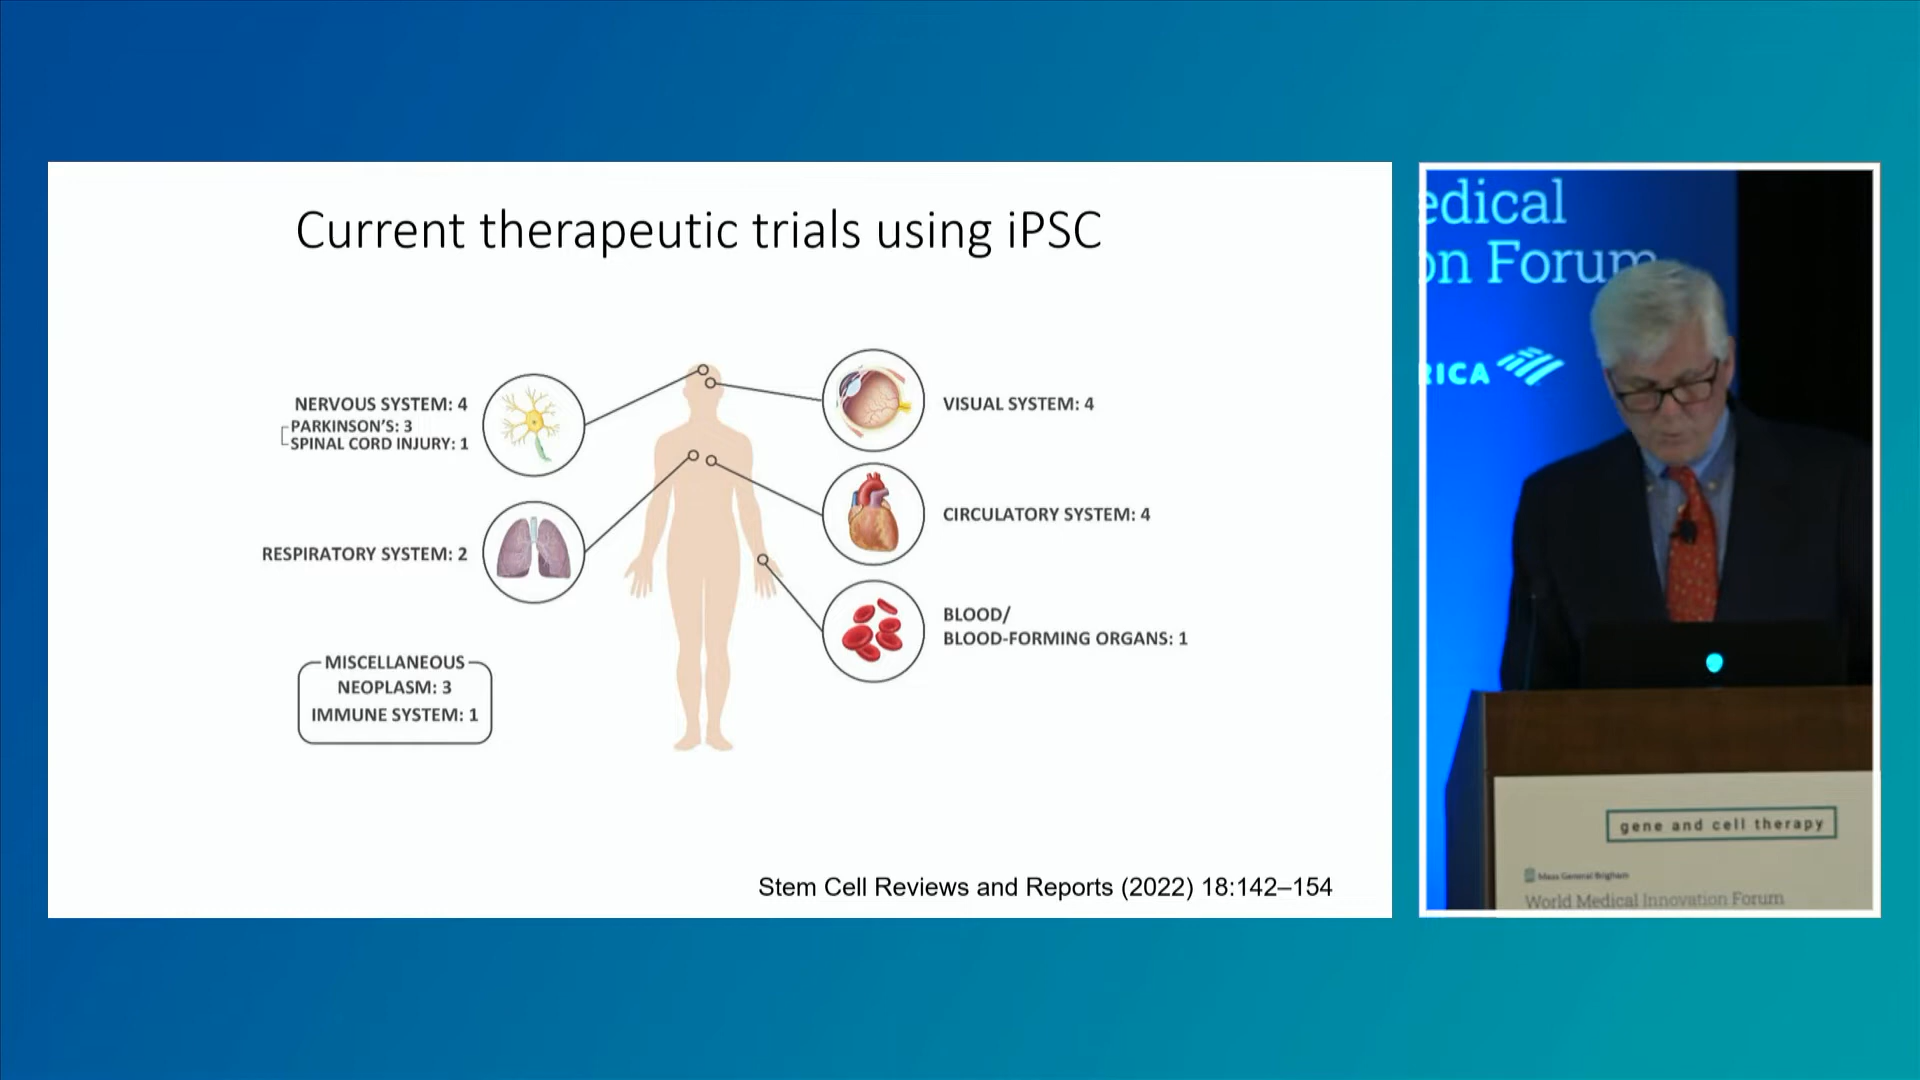 Current therapeutic trials using iPSC
NERVOUS SYSTEM: 4
PARKINSON'S: 3
SPINAL CORD INJURY: 1
RESPIRATORY SYSTEM: 2
MISCELLANEOUS
NEOPLASM: 3
IMMUNE SYSTEM: 1
VISUAL SYSTEM: 4
CIRCULATORY SYSTEM: 4
BLOOD/
BLOOD-FORMING ORGANS: 1
Stem Cell Reviews and Reports (2022) 18:142–154
edical
on Forum
RICA
gene and cell therapy
Mass General Brigham
World Medical Innovation Forum